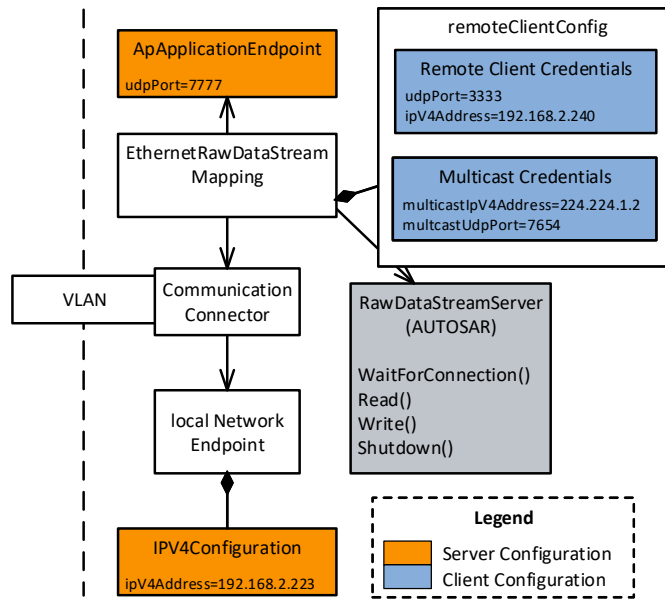 ApApplicationEndpoint
udpPort=7777
remoteClientConfig
Remote Client Credentials
udpPort=3333
ipV4Address=192.168.2.240
Multicast Credentials
multicastIpV4Address=224.224.1.2
multcastUdpPort=7654
EthernetRawDataStream
Mapping
VLAN
Communication
Connector
RawDataStreamServer
(AUTOSAR)
WaitForConnection()
Read()
Write()
Shutdown()
local Network
Endpoint
IPV4Configuration
ipV4Address=192.168.2.223
Legend
Server Configuration
Client Configuration